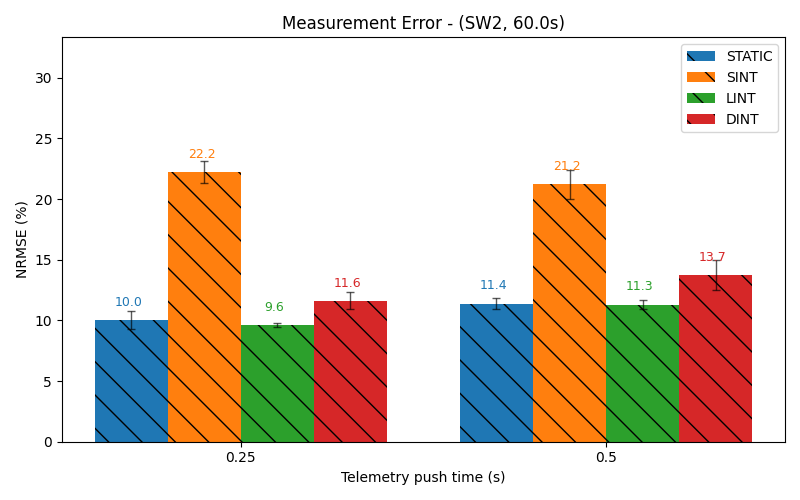 Measurement Error - (SW2, 60.0s)
STATIC
SINT
LINT
DINT
NRMSE (%)
30
25
20
15
10
5
0
10.0
22.2
9.6
11.6
11.4
21.2
11.3
13.7
0.25
0.5
Telemetry push time (s)